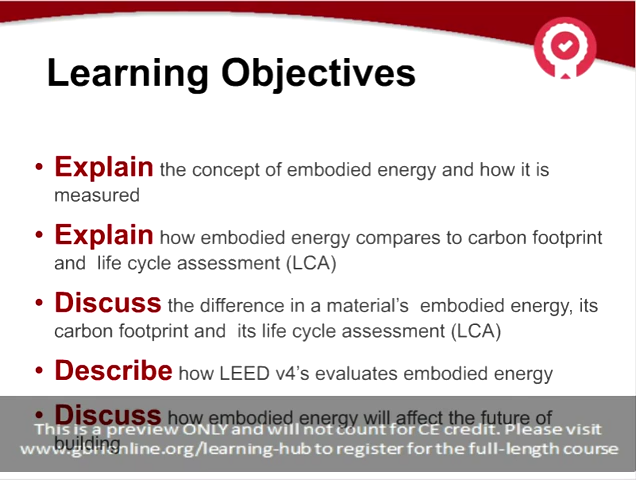 Learning Objectives
• Explain the concept of embodied energy and how it is
measured
• Explain how embodied energy compares to carbon footprint
and life cycle assessment (LCA)
• Discuss the difference in a material's embodied energy, its
carbon footprint and its life cycle assessment (LCA)
• Describe how LEED v4's evaluates embodied energy
• Discuss how embodied energy will affect the future of
building
This is a preview ONLY and will not count for CE credit. Please visit
www.gbrionline.org/learning-hub to register for the full-length course